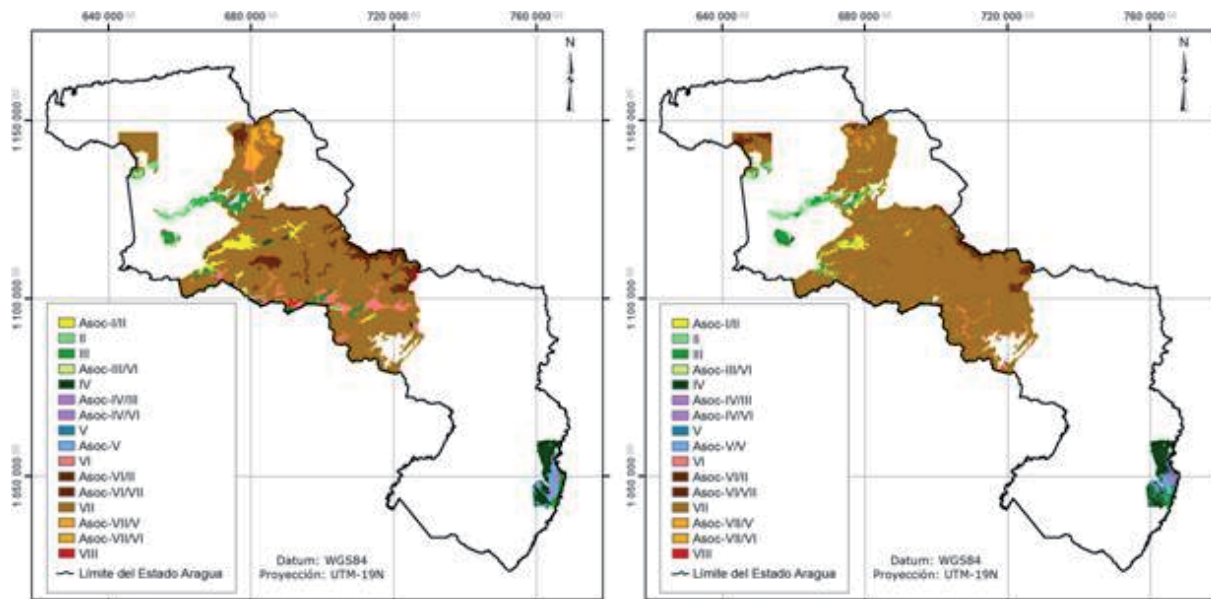 640 000 680 000 720 000 760 000
N
1 150 000
1 100 000
1 050 000
Asoc-I/II
II
III
Asoc-III/VI
IV
Asoc-IV/III
Asoc-IV/VI
V
Asoc-V
VI
Asoc-VI/II
Asoc-VI/VII
VII
Asoc-VII/V
Asoc-VII/VI
VIII
Límite del Estado Aragua
Datum: WGS84
Proyección: UTM-19N
640 000 680 000 720 000 760 000
N
1 150 000
1 100 000
1 050 000
Asoc-I/II
II
III
Asoc-III/VI
IV
Asoc-IV/III
Asoc-IV/VI
V
Asoc-V/V
VI
Asoc-VI/II
Asoc-VI/VII
VII
Asoc-VII/V
Asoc-VII/VI
VIII
Límite del Estado Aragua
Datum: WGS84
Proyección: UTM-19N